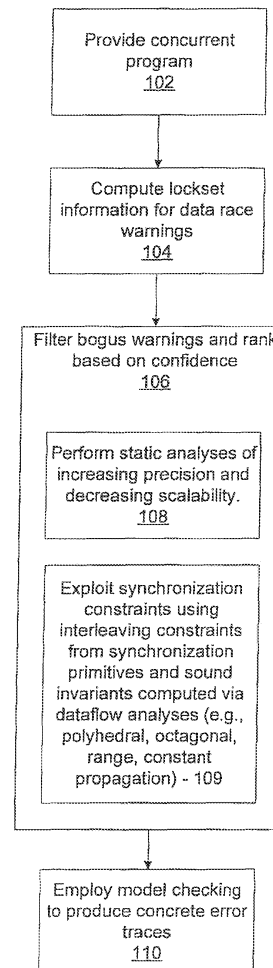 Provide concurrent
program
102
Compute lockset
information for data race
warnings
104
Filter bogus warnings and rank
based on confidence
106
Perform static analyses of
increasing precision and
decreasing scalability.
108
Exploit synchronization
constraints using
interleaving constraints
from synchronization
primitives and sound
invariants computed via
dataflow analyses (e.g.,
polyhedral, octagonal,
range, constant
propagation) - 109
Employ model checking
to produce concrete error
traces
110